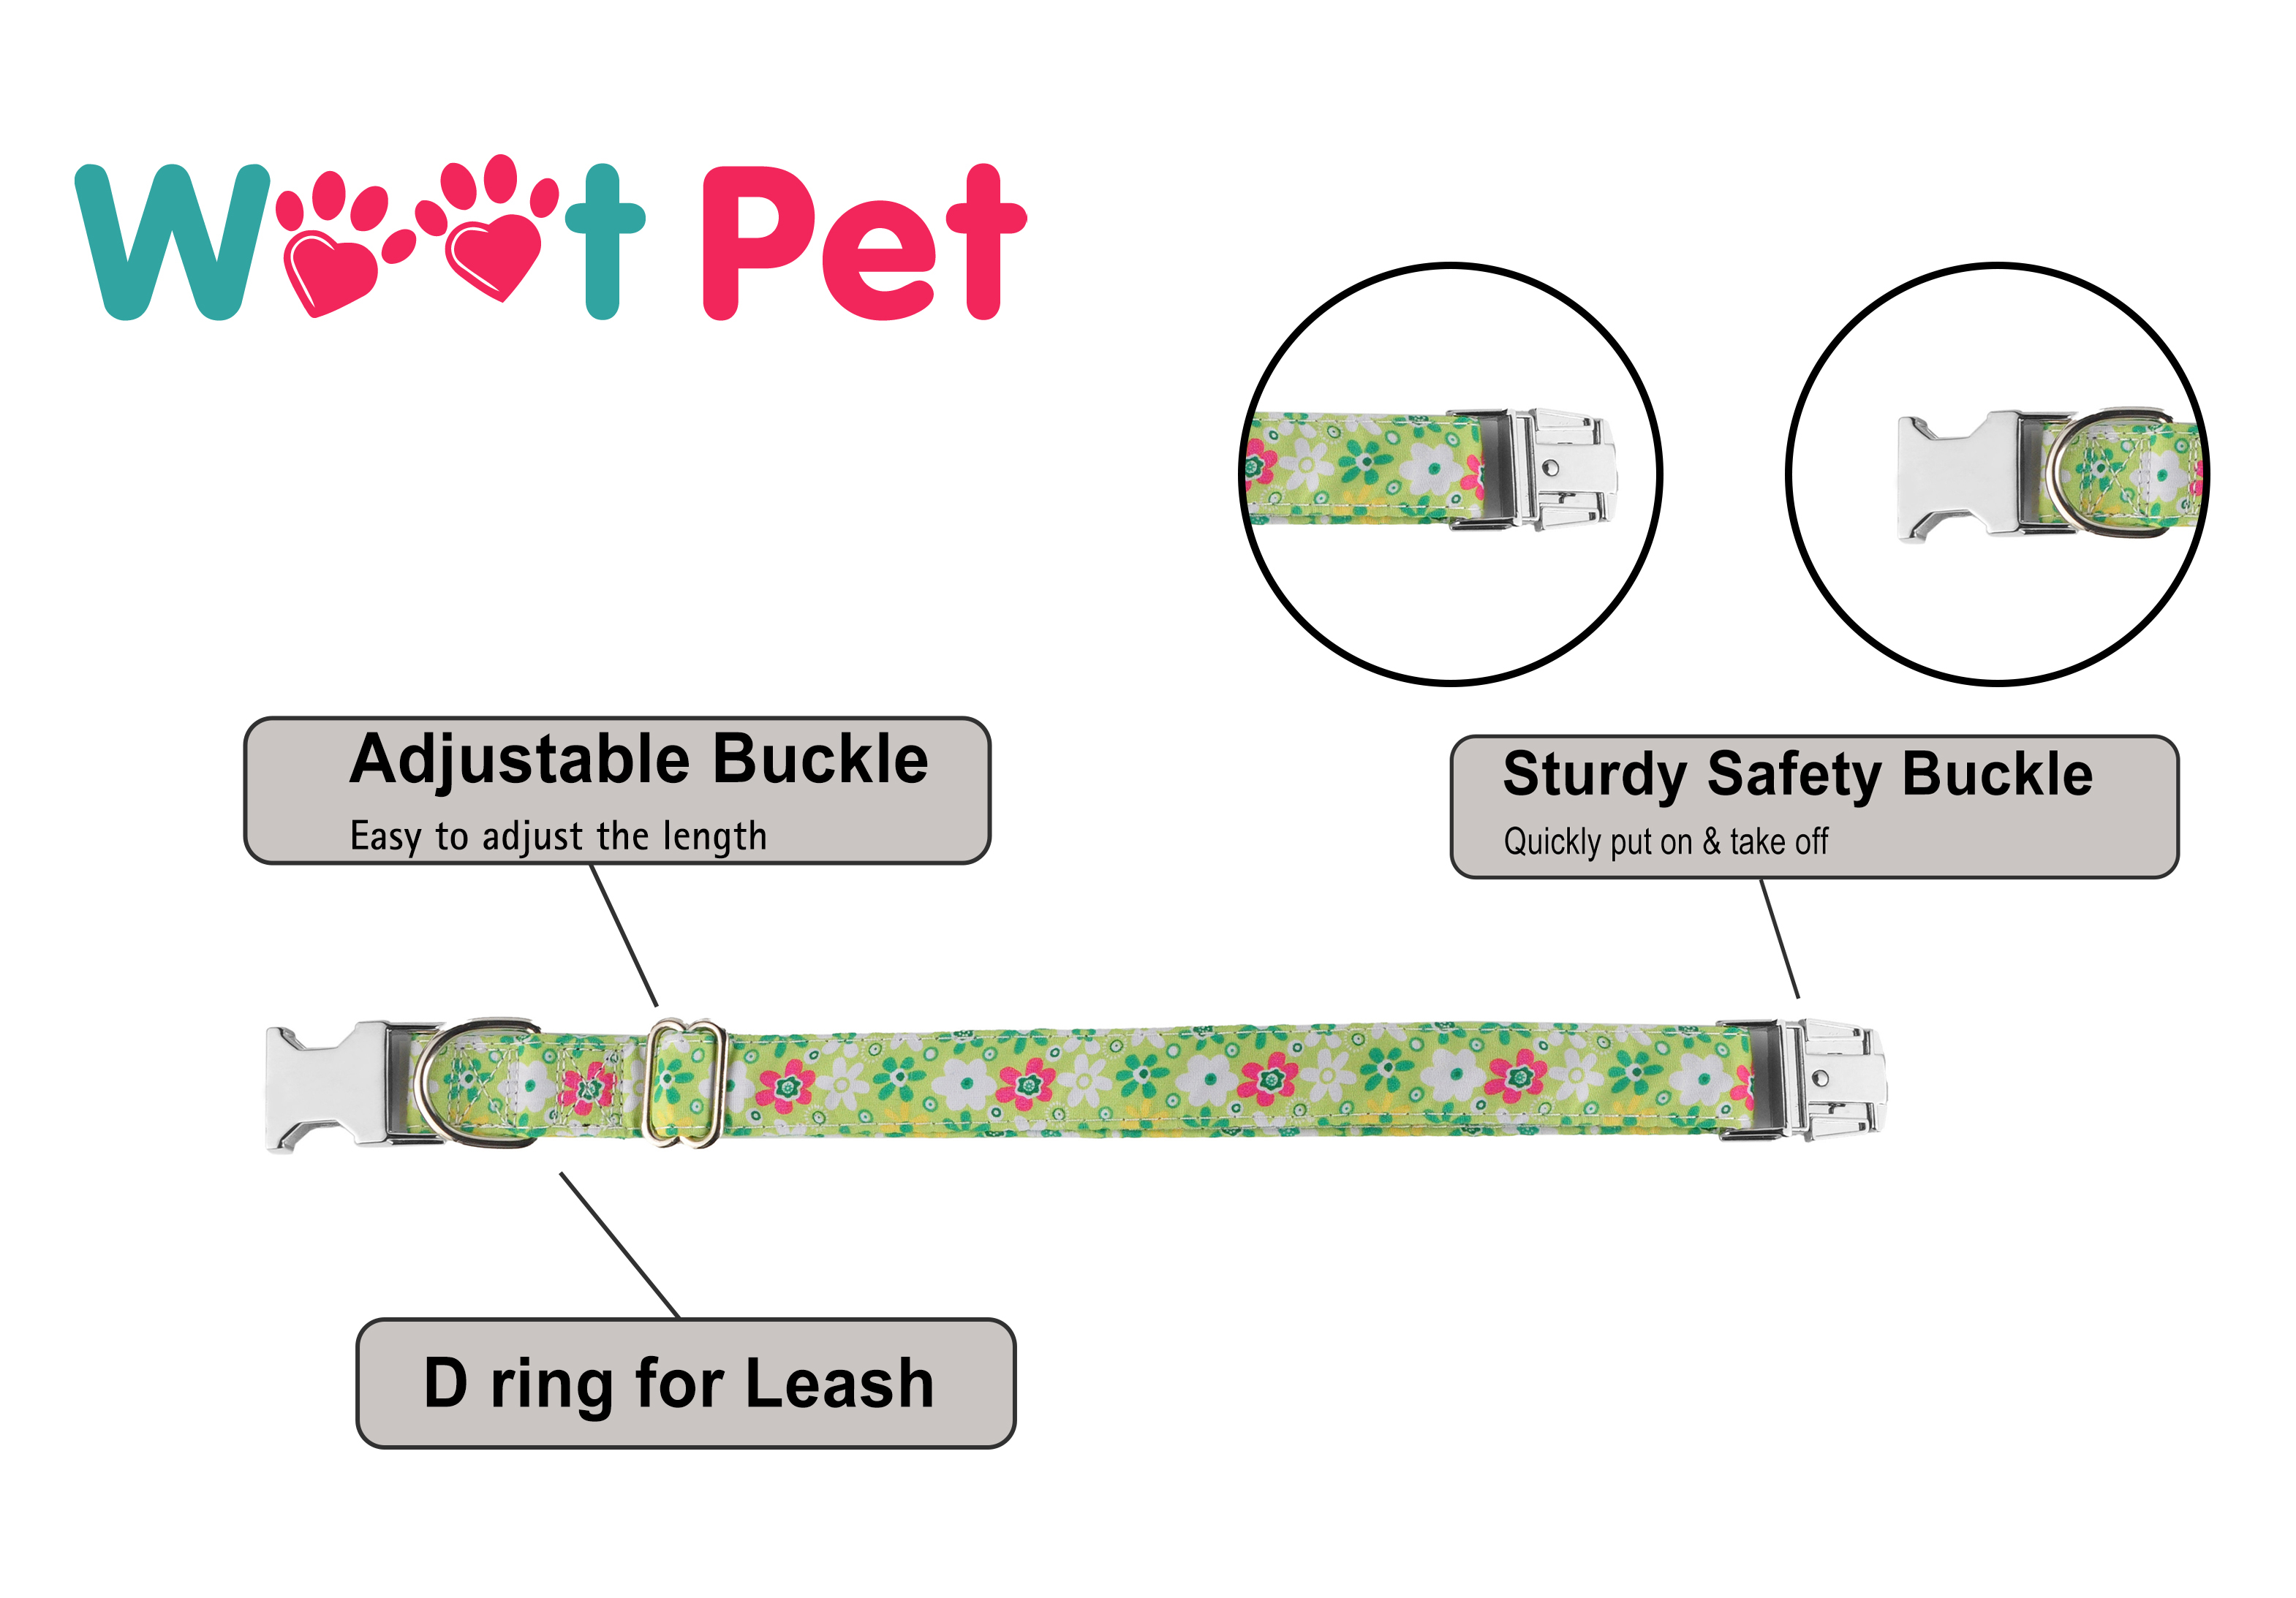 Woot Pet
Adjustable Buckle
Easy to adjust the length
Sturdy Safety Buckle
Quickly put on & take off
D ring for Leash